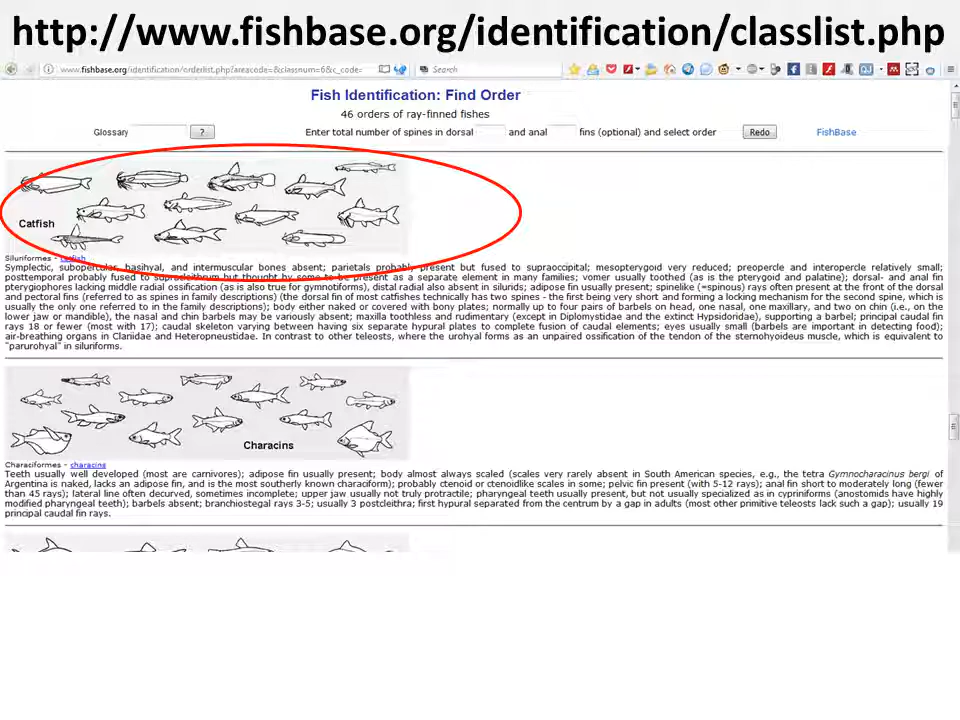 http://www.fishbase.org/identification/classlist.php
www.fishbase.org/identification/orderlist.php?areacode=&classnum=6&c_code= Search
Fish Identification: Find Order
46 orders of ray-finned fishes
Glossary ? Enter total number of spines in dorsal and anal fins (optional) and select order Redo FishBase
Catfish
Siluriformes - catfish
Symplectic, subopercular, basihyal, and intermuscular bones absent; parietals probably present but fused to supraoccipital; mesopterygoid very reduced; preopercle and interopercle relatively small;
posttemporal probably fused to supracleithrum but thought by some to be present as a separate element in many families; vomer usually toothed (as is the pterygoid and palatine); dorsal- and anal fin
pterygiophores lacking middle radial ossification (as is also true for gymnotiforms), distal radial also absent in silurids; adipose fin usually present; spinelike (=spinous) rays often present at the front of the dorsal
and pectoral fins (referred to as spines in family descriptions) (the dorsal fin of most catfishes technically has two spines - the first being very short and forming a locking mechanism for the second spine, which is
usually the only one referred to in the family descriptions); body either naked or covered with bony plates; normally up to four pairs of barbels on head, one nasal, one maxillary, and two on chin (i.e., on the
lower jaw or mandible), the nasal and chin barbels may be variously absent; maxilla toothless and rudimentary (except in Diplomystidae and the extinct Hypsidoridae), supporting a barbel; principal caudal fin
rays 18 or fewer (most with 17); caudal skeleton varying between having six separate hypural plates to complete fusion of caudal elements; eyes usually small (barbels are important in detecting food);
air-breathing organs in Clariidae and Heteropneustidae. In contrast to other teleosts, where the urohyal forms as an unpaired ossification of the tendon of the sternohyoideus muscle, which is equivalent to
"parurohyal" in siluriforms.
Characins
Characiformes - characins
Teeth usually well developed (most are carnivores); adipose fin usually present; body almost always scaled (scales very rarely absent in South American species, e.g., the tetra Gymnocharacinus bergi of
Argentina is naked, lacks an adipose fin, and is the most southerly known characiform); probably ctenoid or ctenoidlike scales in some; pelvic fin present (with 5-12 rays); anal fin short to moderately long (fewer
than 45 rays); lateral line often decurved, sometimes incomplete; upper jaw usually not truly protractile; pharyngeal teeth usually present, but not usually specialized as in cypriniforms (anostomids have highly
modified pharyngeal teeth); barbels absent; branchiostegal rays 3-5; usually 3 postcleithra; first hypural separated from the centrum by a gap in adults (most other primitive teleosts lack such a gap); usually 19
principal caudal fin rays.